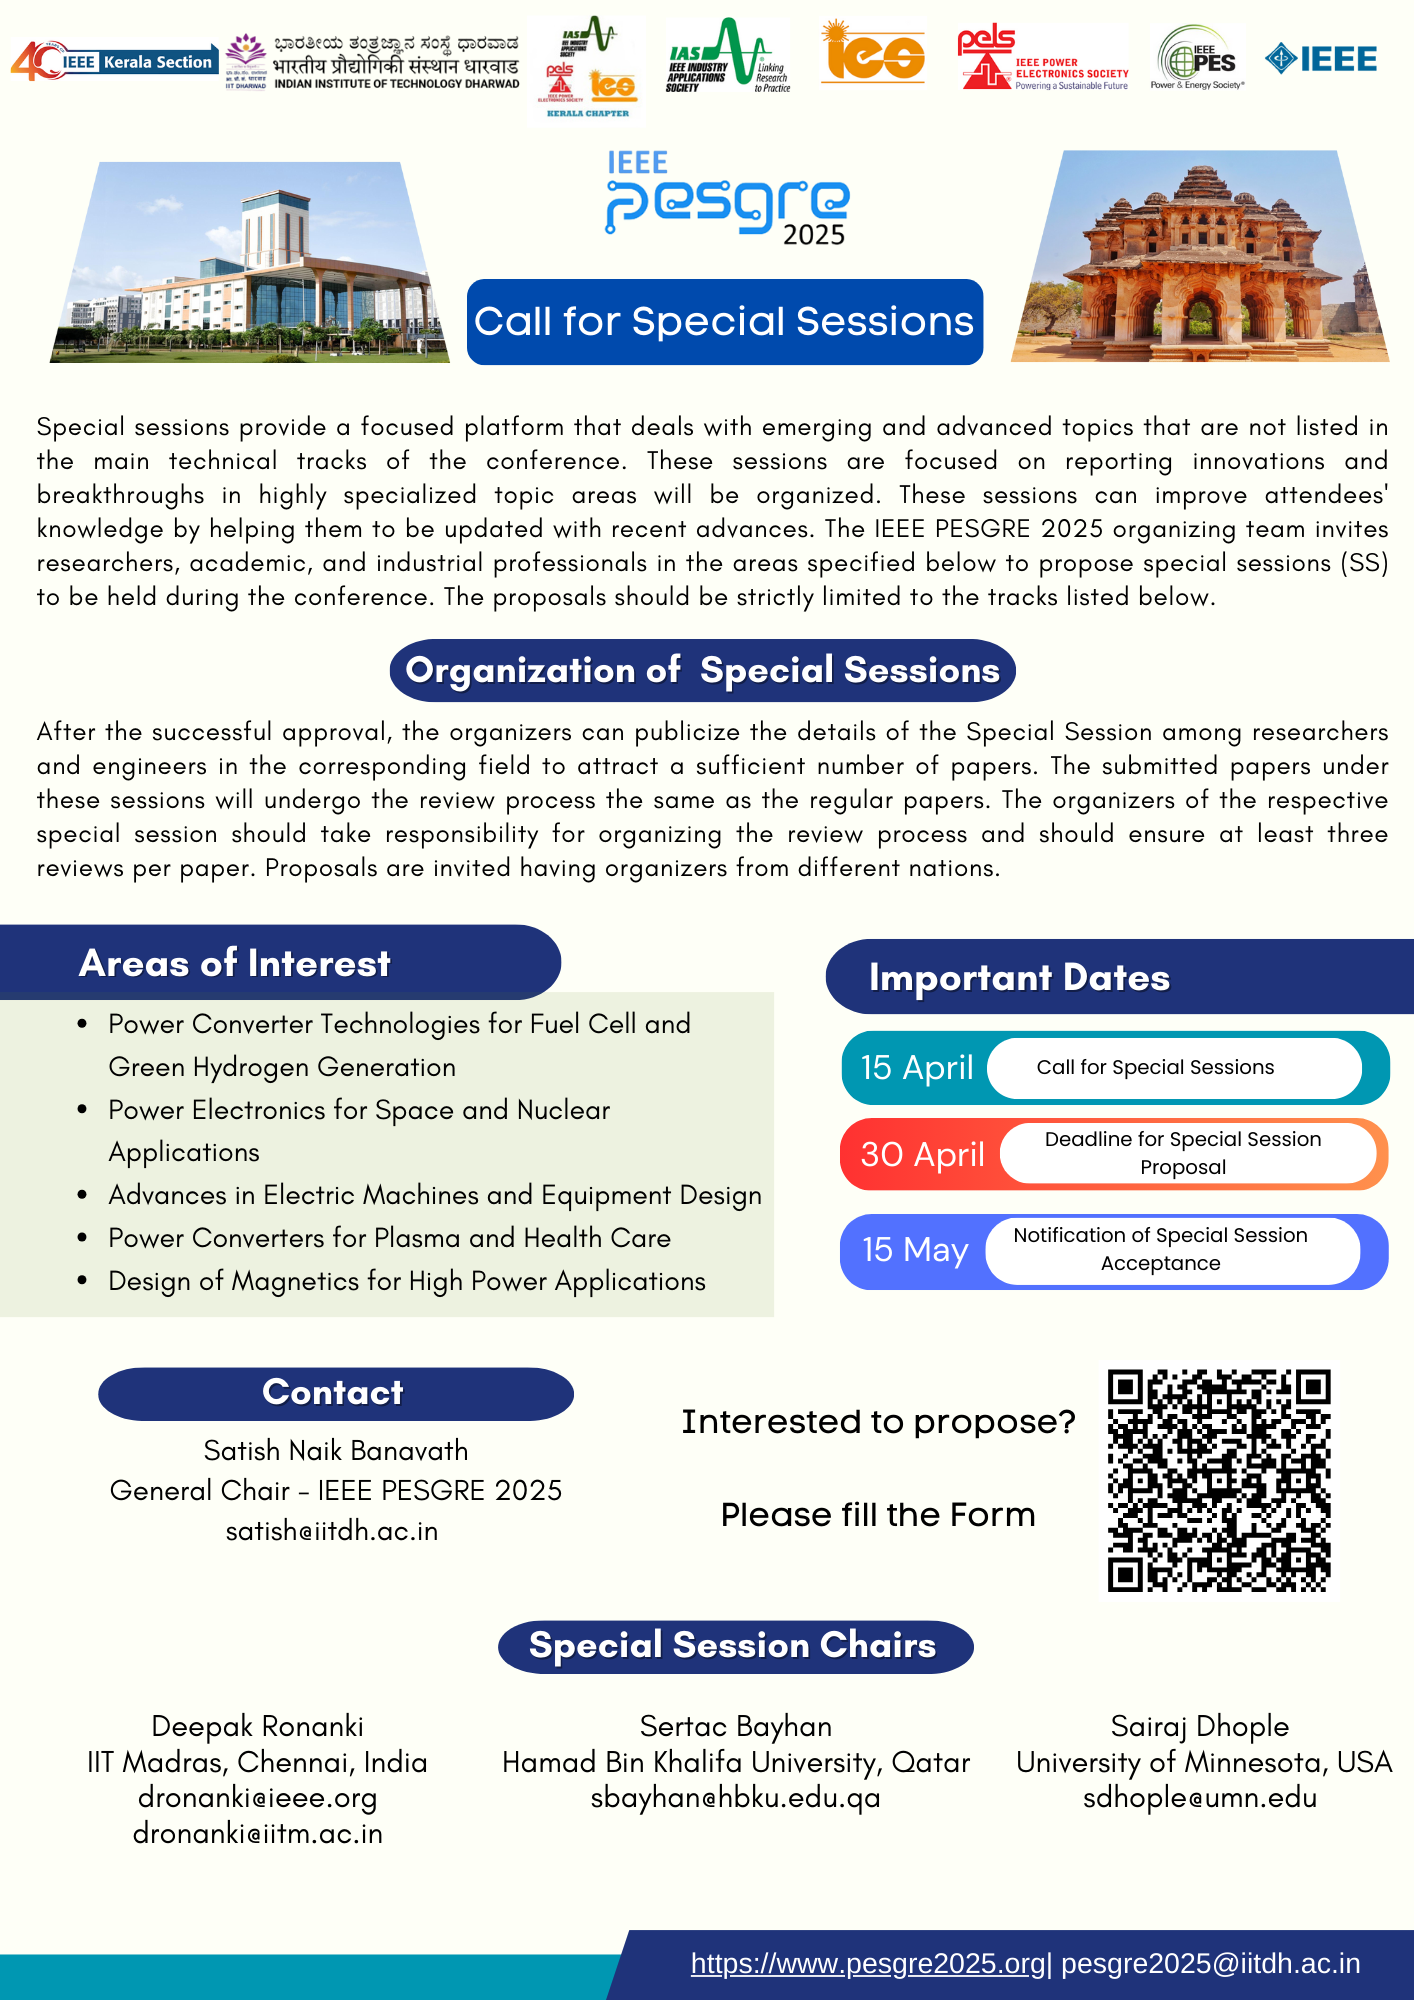 40 YEARS OF IEEE Kerala Section
ಭಾರತೀಯ ತಂತ್ರಜ್ಞಾನ ಸಂಸ್ಥೆ ಧಾರವಾಡ
भारतीय प्रौद्योगिकी संस्थान धारवाड
INDIAN INSTITUTE OF TECHNOLOGY DHARWAD
IIT DHARWAD
IAS
IEEE INDUSTRY
APPLICATIONS
SOCIETY
pels
IEEE POWER
ELECTRONICS SOCIETY
ies
KERALA CHAPTER
IAS
IEEE INDUSTRY
APPLICATIONS
SOCIETY
Linking
Research
to Practice®
ies
pels
IEEE POWER
ELECTRONICS SOCIETY
Powering a Sustainable Future
IEEE
PES
Power & Energy Society®
IEEE
IEEE
pesgre
2025
Call for Special Sessions
Special sessions provide a focused platform that deals with emerging and advanced topics that are not listed in
the main technical tracks of the conference. These sessions are focused on reporting innovations and
breakthroughs in highly specialized topic areas will be organized. These sessions can improve attendees'
knowledge by helping them to be updated with recent advances. The IEEE PESGRE 2025 organizing team invites
researchers, academic, and industrial professionals in the areas specified below to propose special sessions (SS)
to be held during the conference. The proposals should be strictly limited to the tracks listed below.
Organization of Special Sessions
After the successful approval, the organizers can publicize the details of the Special Session among researchers
and engineers in the corresponding field to attract a sufficient number of papers. The submitted papers under
these sessions will undergo the review process the same as the regular papers. The organizers of the respective
special session should take responsibility for organizing the review process and should ensure at least three
reviews per paper. Proposals are invited having organizers from different nations.
Areas of Interest
• Power Converter Technologies for Fuel Cell and
Green Hydrogen Generation
• Power Electronics for Space and Nuclear
Applications
• Advances in Electric Machines and Equipment Design
• Power Converters for Plasma and Health Care
• Design of Magnetics for High Power Applications
Important Dates
15 April Call for Special Sessions
30 April Deadline for Special Session
Proposal
15 May Notification of Special Session
Acceptance
Contact
Satish Naik Banavath
General Chair - IEEE PESGRE 2025
satish@iitdh.ac.in
Interested to propose?
Please fill the Form
Special Session Chairs
Deepak Ronanki
IIT Madras, Chennai, India
dronanki@ieee.org
dronanki@iitm.ac.in
Sertac Bayhan
Hamad Bin Khalifa University, Qatar
sbayhan@hbku.edu.qa
Sairaj Dhople
University of Minnesota, USA
sdhople@umn.edu
https://www.pesgre2025.org| pesgre2025@iitdh.ac.in